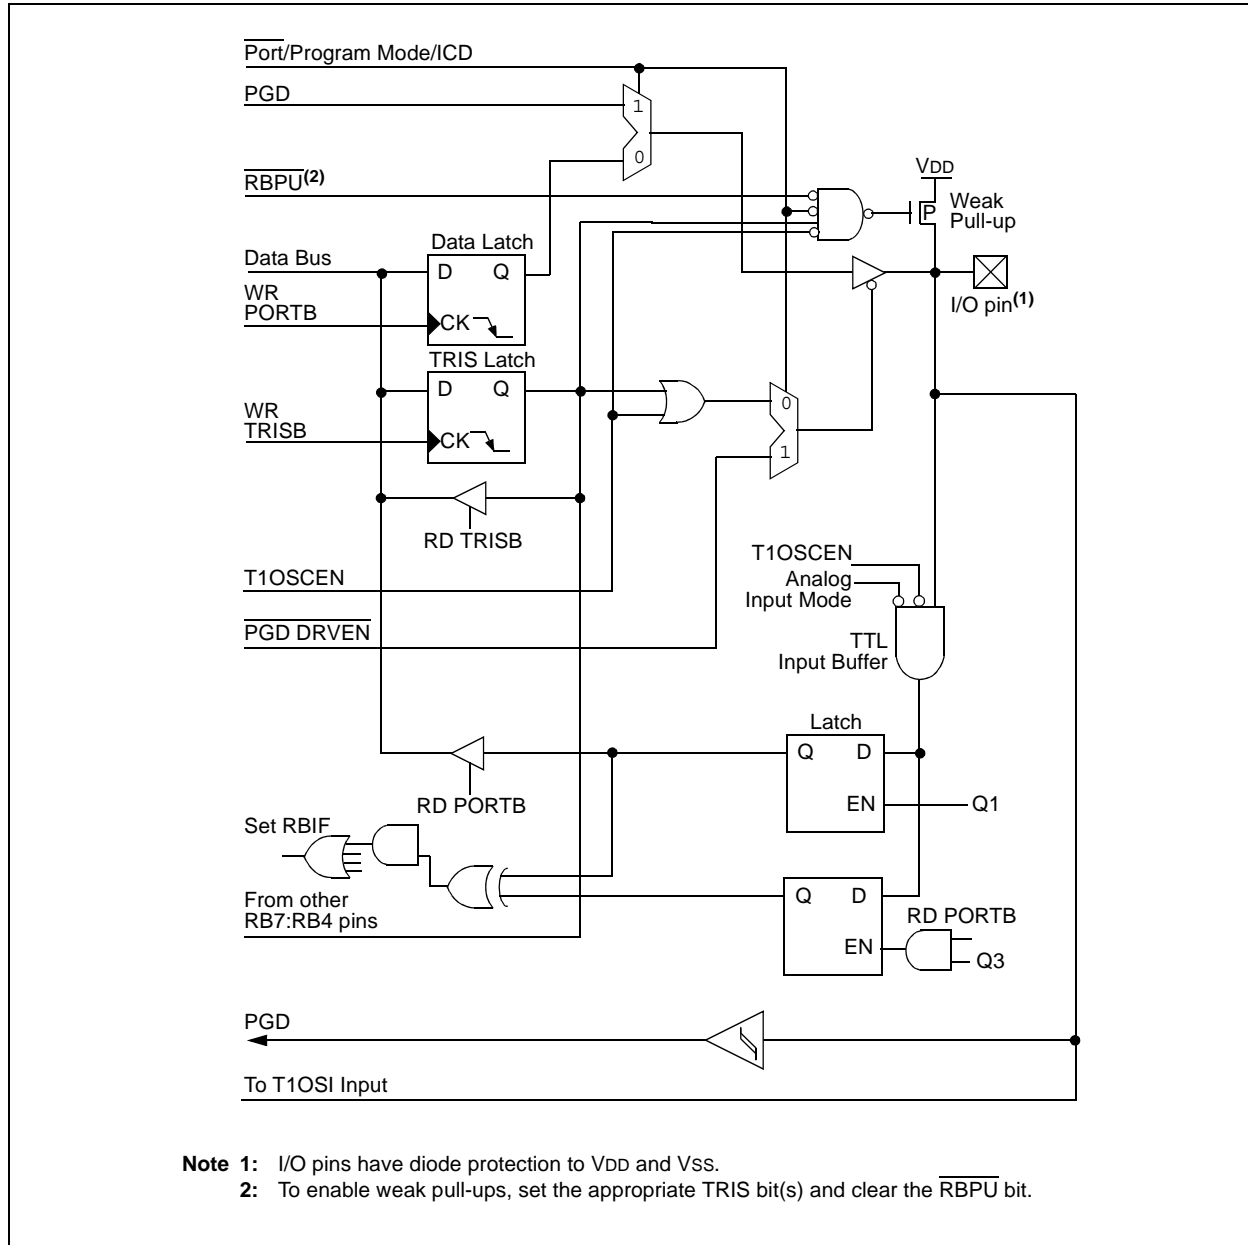 Port/Program Mode/ICD
PGD
1
0
RBPU(2)
VDD
P
Weak
Pull-up
Data Latch
Data Bus
D Q
WR
PORTB
CK
I/O pin(1)
TRIS Latch
D Q
WR
TRISB
CK
0
1
RD TRISB
T1OSCEN
T1OSCEN
Analog
Input Mode
PGD DRVEN
TTL
Input Buffer
Latch
Q D
EN
Q1
RD PORTB
Set RBIF
Q D
EN
RD PORTB
Q3
From other
RB7:RB4 pins
PGD
To T1OSI Input
Note 1: I/O pins have diode protection to VDD and VSS.
2: To enable weak pull-ups, set the appropriate TRIS bit(s) and clear the RBPU bit.